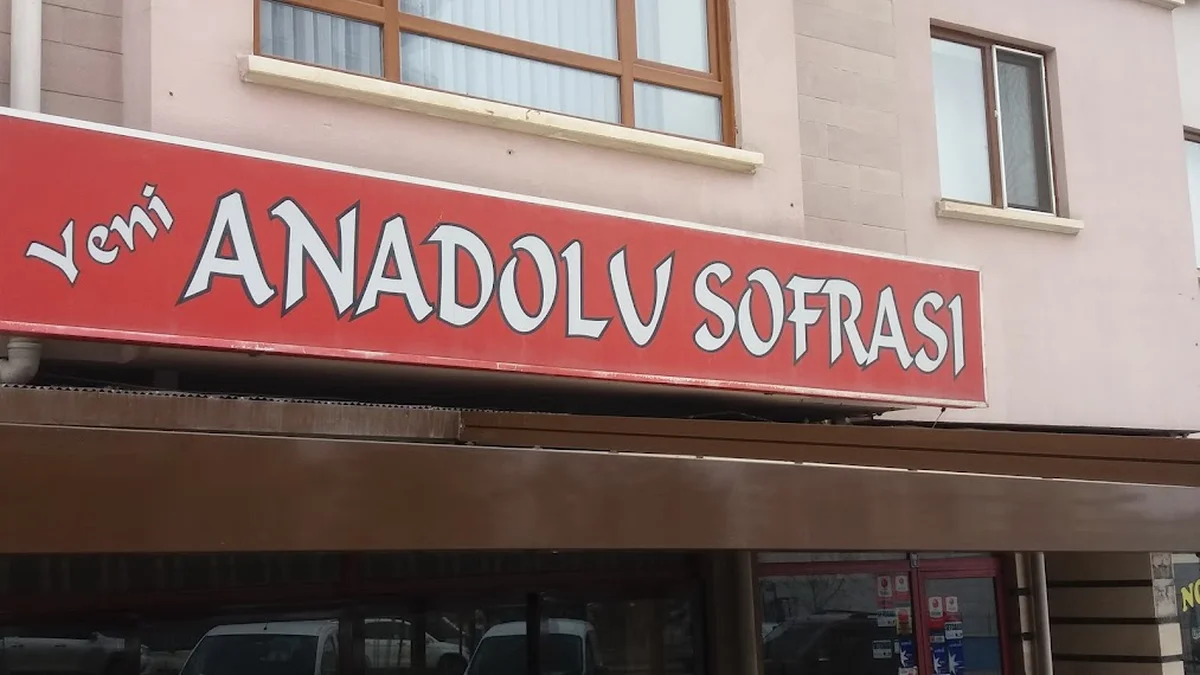 Yeni ANADOLU SOFRASI